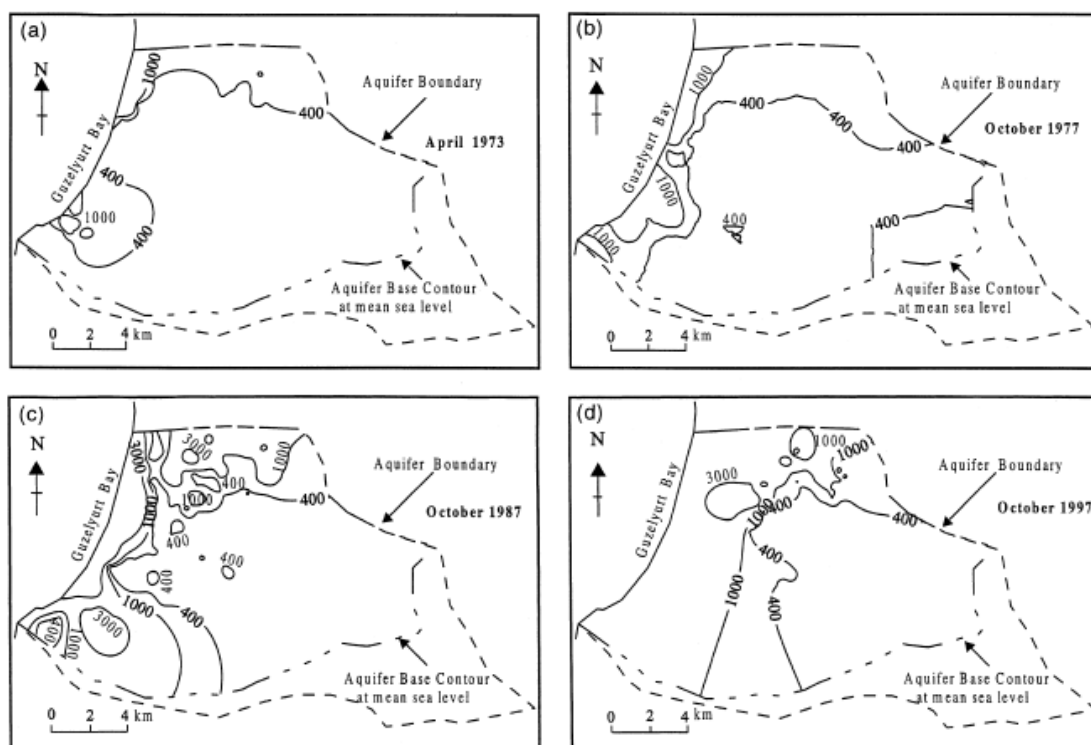 (a)
N
Guzelyurt Bay
1000
400
Aquifer Boundary
April 1973
400
1000
400
Aquifer Base Contour
at mean sea level
0 2 4 km
(b)
N
Guzelyurt Bay
1000
400
400
Aquifer Boundary
October 1977
1000
400
400
1000
Aquifer Base Contour
at mean sea level
0 2 4 km
(c)
N
Guzelyurt Bay
3000
3000
1000
400
1000
400
1000
Aquifer Boundary
October 1987
400
400
400
1000
400
3000
400
1000
Aquifer Base Contour
at mean sea level
0 2 4 km
(d)
N
Guzelyurt Bay
1000
1000
3000
1000
400
400
Aquifer Boundary
October 1997
400
1000
400
Aquifer Base Contour
at mean sea level
0 2 4 km